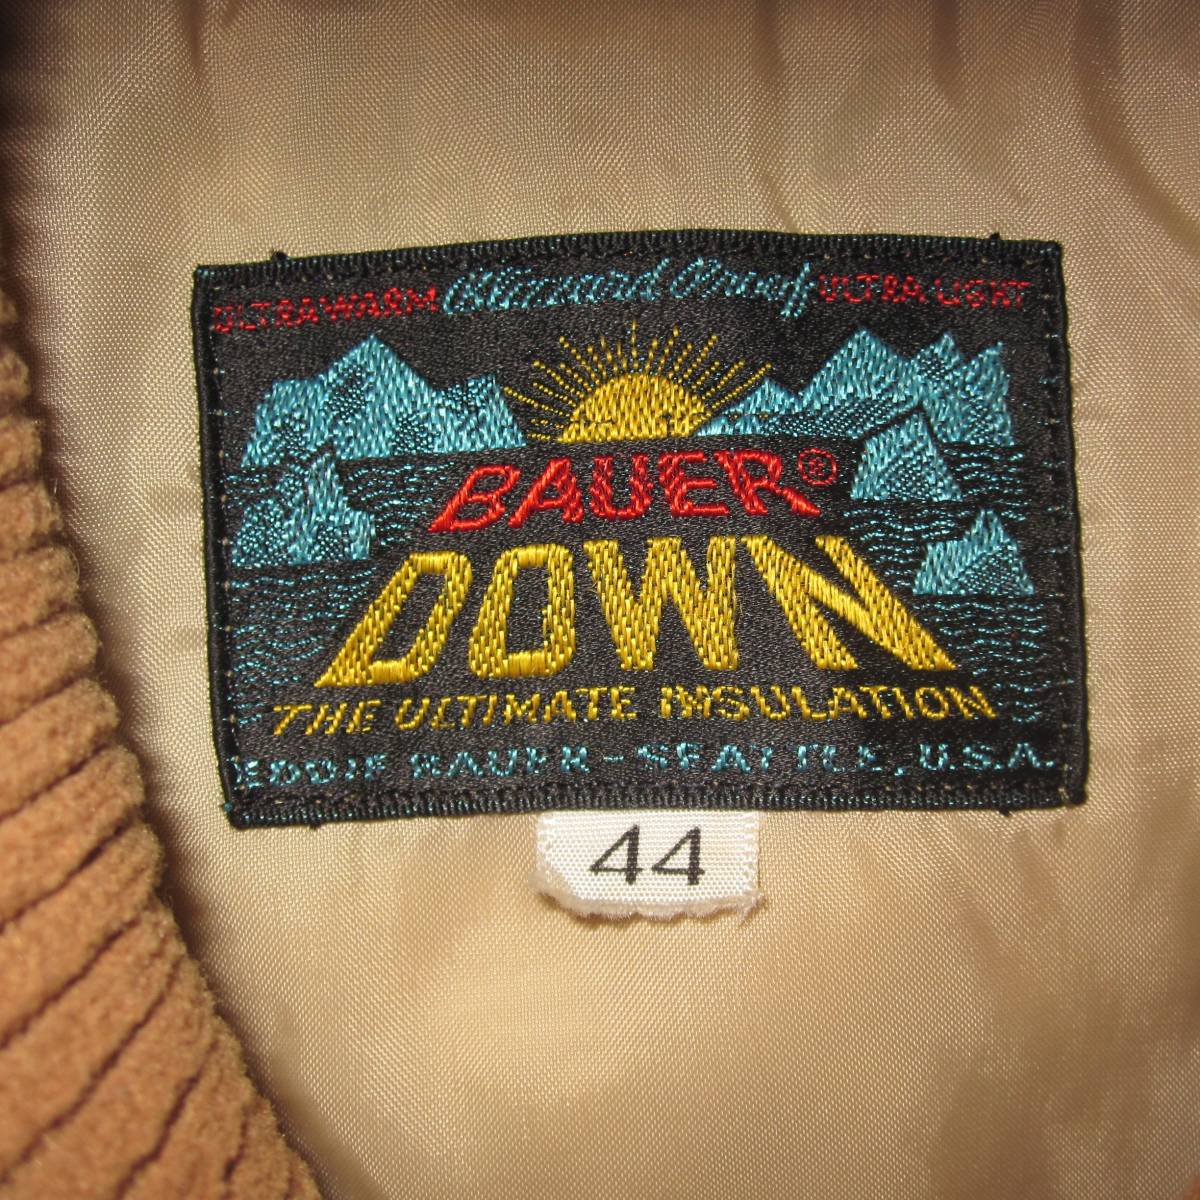 ULTRAWARM Blizzard Proof ULTRA LIGHT
BAUER®
DOWN
THE ULTIMATE INSULATION
EDDIE BAUER - SEATTLE, U.S.A.
44